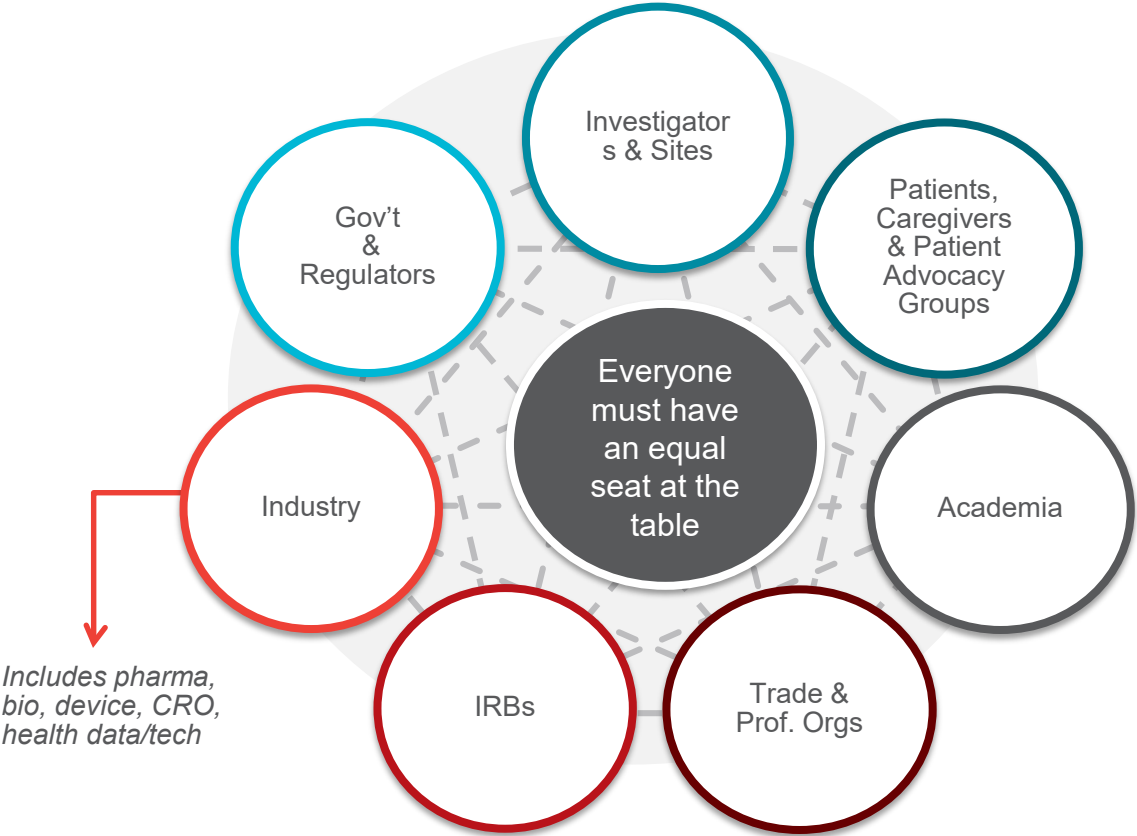 Investigator
s & Sites
Gov’t
&
Regulators
Patients,
Caregivers
& Patient
Advocacy
Groups
Everyone
must have
an equal
seat at the
table
Industry
Academia
Includes pharma,
bio, device, CRO,
health data/tech
IRBs
Trade &
Prof. Orgs